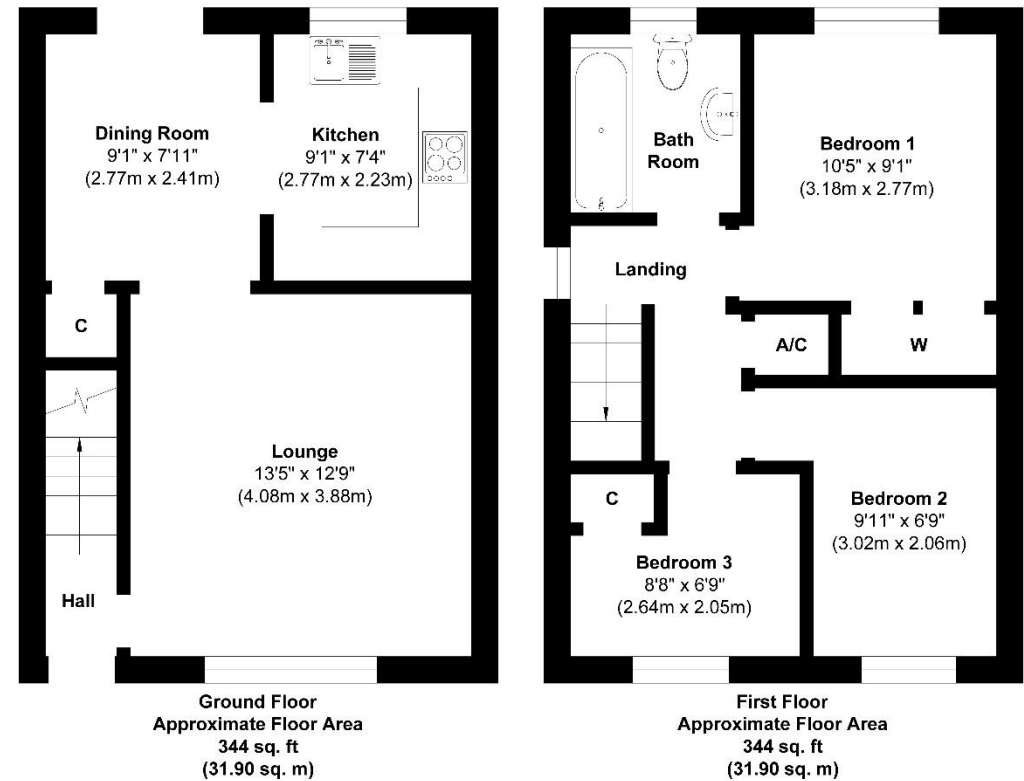 Dining Room
9'1" x 7'11"
(2.77m x 2.41m)
Kitchen
9'1" x 7'4"
(2.77m x 2.23m)
C
Lounge
13'5" x 12'9"
(4.08m x 3.88m)
Hall
Ground Floor
Approximate Floor Area
344 sq. ft
(31.90 sq. m)
Bath
Room
Bedroom 1
10'5" x 9'1"
(3.18m x 2.77m)
Landing
A/C
W
C
Bedroom 2
9'11" x 6'9"
(3.02m x 2.06m)
Bedroom 3
8'8" x 6'9"
(2.64m x 2.05m)
First Floor
Approximate Floor Area
344 sq. ft
(31.90 sq. m)